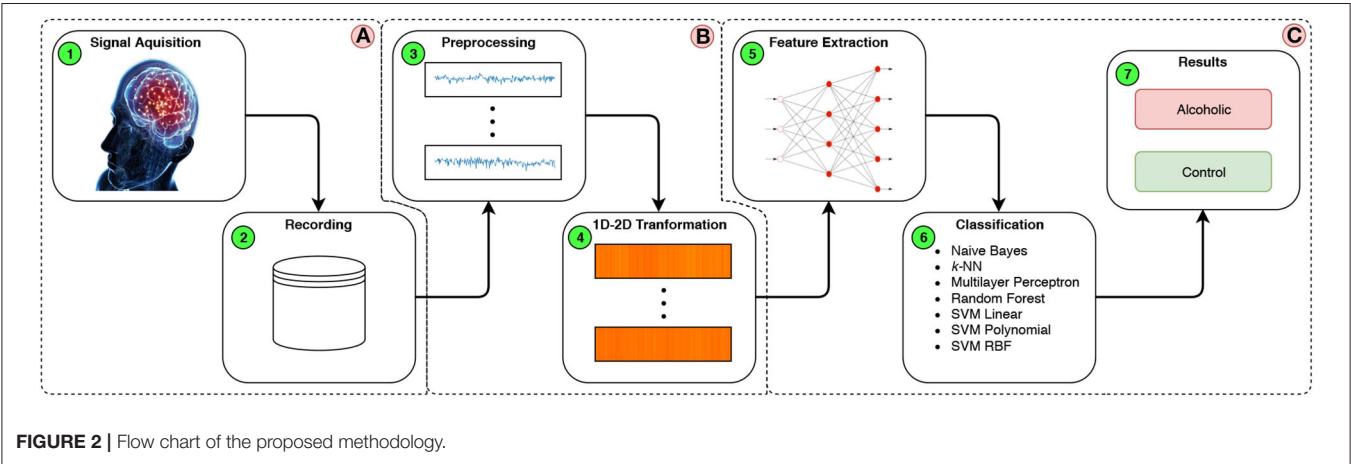 A
1
Signal Aquisition
2
Recording
B
3
Preprocessing
4
1D-2D Tranformation
C
5
Feature Extraction
6
Classification
• Naive Bayes
• k-NN
• Multilayer Perceptron
• Random Forest
• SVM Linear
• SVM Polynomial
• SVM RBF
7
Results
Alcoholic
Control
FIGURE 2 | Flow chart of the proposed methodology.